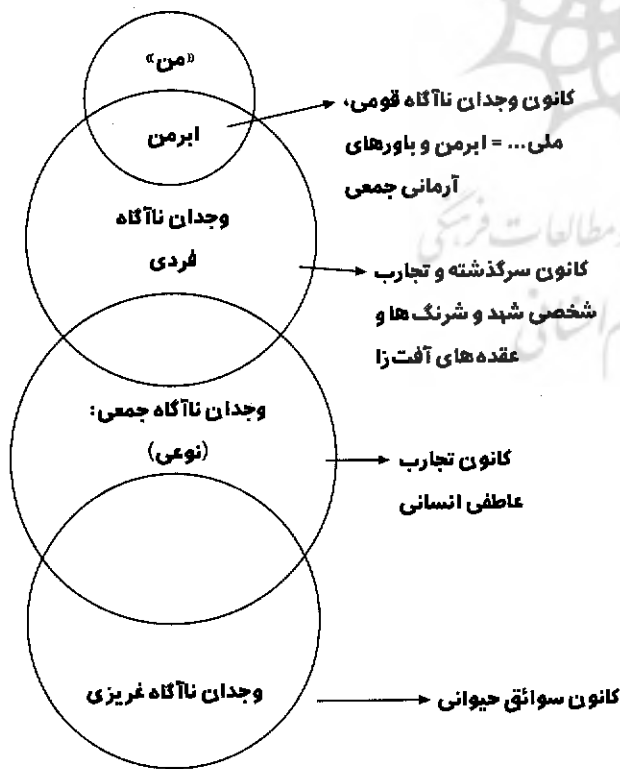 «من»
ابرمن
کانون وجدان ناآگاه قومی،
ملی... = ابرمن و باورهای
آرمانی جمعی
وجدان ناآگاه
فردی
کانون سرگذشته و تجارب
شخصی شهد و شرنگ‌ها و
عقده‌های آفت‌زا
وجدان ناآگاه جمعی:
(نوعی)
کانون تجارب
عاطفی انسانی
وجدان ناآگاه غریزی
کانون سوائق حیوانی
مطالعات فرهنگی